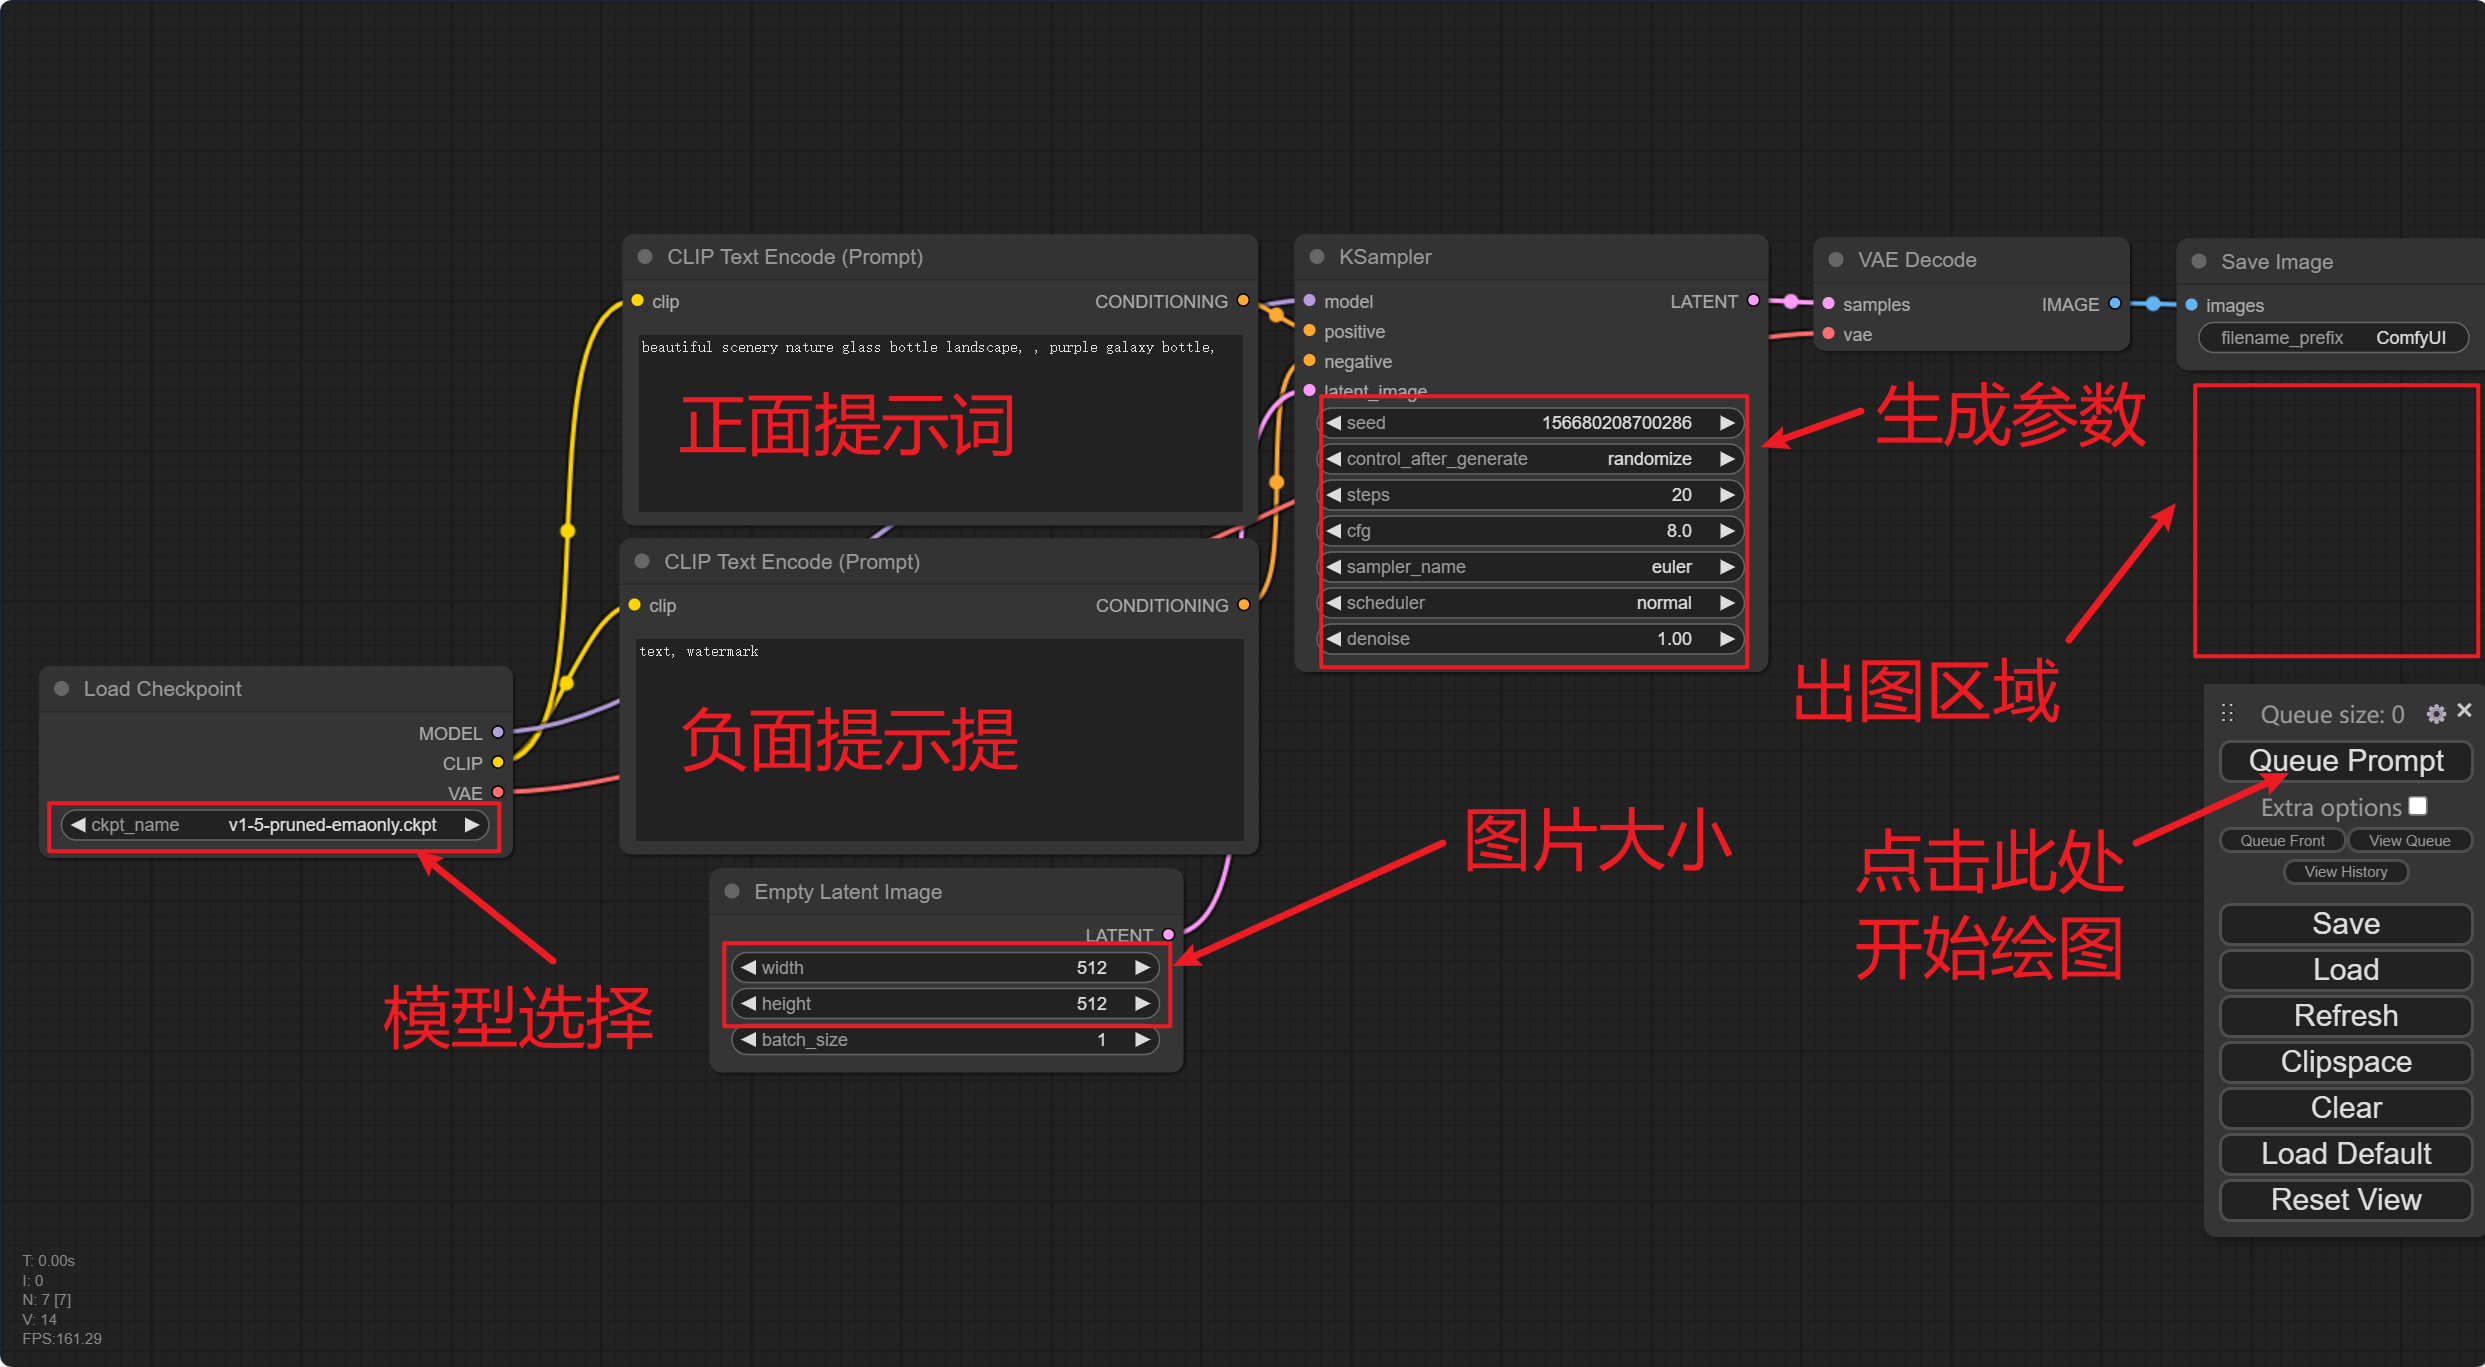 CLIP Text Encode (Prompt)
clip
CONDITIONING
beautiful scenery nature glass bottle landscape, , purple galaxy bottle,
正面提示词
CLIP Text Encode (Prompt)
clip
CONDITIONING
text, watermark
负面提示提
Load Checkpoint
MODEL
CLIP
VAE
ckpt_name v1-5-pruned-emaonly.ckpt
模型选择
Empty Latent Image
LATENT
width 512
height 512
batch_size 1
图片大小
KSampler
model LATENT
positive
negative
latent_image
seed 156680208700286
control_after_generate randomize
steps 20
cfg 8.0
sampler_name euler
scheduler normal
denoise 1.00
生成参数
VAE Decode
samples IMAGE
vae
Save Image
images
filename_prefix ComfyUI
出图区域
Queue size: 0
Queue Prompt
Extra options
Queue Front View Queue
View History
点击此处
开始绘图
Save
Load
Refresh
Clipspace
Clear
Load Default
Reset View
T: 0.00s
I: 0
N: 7 [7]
V: 14
FPS:161.29